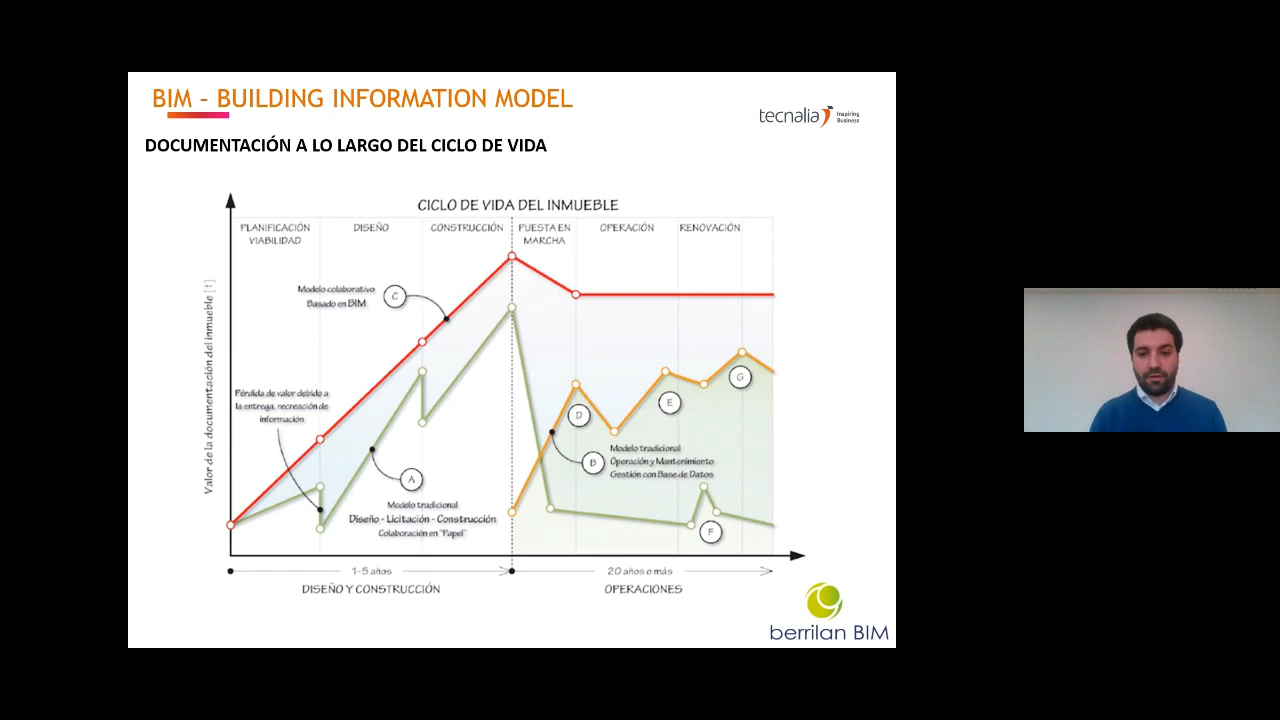 BIM – BUILDING INFORMATION MODEL
tecnalia Inspiring
Business
DOCUMENTACIÓN A LO LARGO DEL CICLO DE VIDA
CICLO DE VIDA DEL INMUEBLE
PLANIFICACIÓN
VIABILIDAD
DISEÑO
CONSTRUCCIÓN
PUESTA EN
MARCHA
OPERACIÓN
RENOVACIÓN
Valor de la documentación del inmueble [↑]
Modelo colaborativo
Basado en BIM
C
Pérdida de valor debido a
la entrega, recreación de
información
A
Modelo tradicional
Diseño - Licitación - Construcción
Colaboración en "Papel"
D
E
G
B
Modelo tradicional
Operación y Mantenimiento
Gestión con Base de Datos
F
1-5 años
20 años o más
DISEÑO Y CONSTRUCCIÓN
OPERACIONES
berrilan BIM